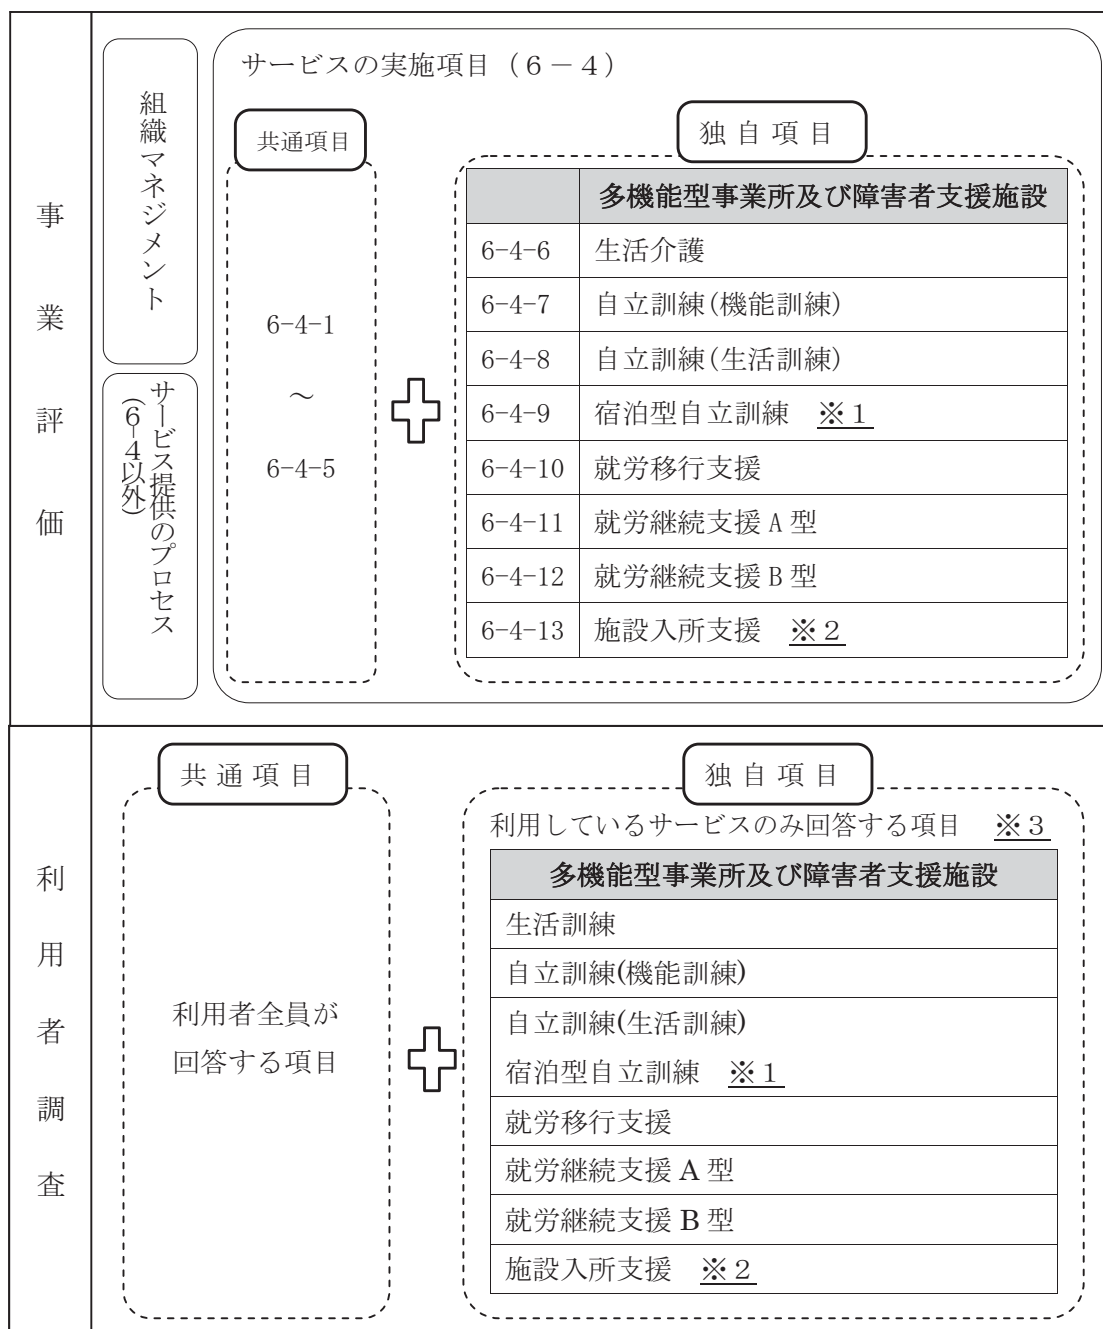 事業評価
組織マネジメント
サービス提供のプロセス
(6-4以外)
サービスの実施項目（６－４）
共通項目
6-4-1
～
6-4-5
独自項目
多機能型事業所及び障害者支援施設
6-4-6 生活介護
6-4-7 自立訓練(機能訓練)
6-4-8 自立訓練(生活訓練)
6-4-9 宿泊型自立訓練 ※１
6-4-10 就労移行支援
6-4-11 就労継続支援 A 型
6-4-12 就労継続支援 B 型
6-4-13 施設入所支援 ※２
利用者調査
共通項目
利用者全員が
回答する項目
独自項目
利用しているサービスのみ回答する項目 ※３
多機能型事業所及び障害者支援施設
生活訓練
自立訓練(機能訓練)
自立訓練(生活訓練)
宿泊型自立訓練 ※１
就労移行支援
就労継続支援 A 型
就労継続支援 B 型
施設入所支援 ※２